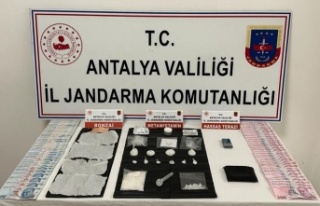 T.C.
ANTALYA VALİLİĞİ
İL JANDARMA KOMUTANLIĞI
BONZAİ
METAMFETAMİN
HASSAS TERAZİ